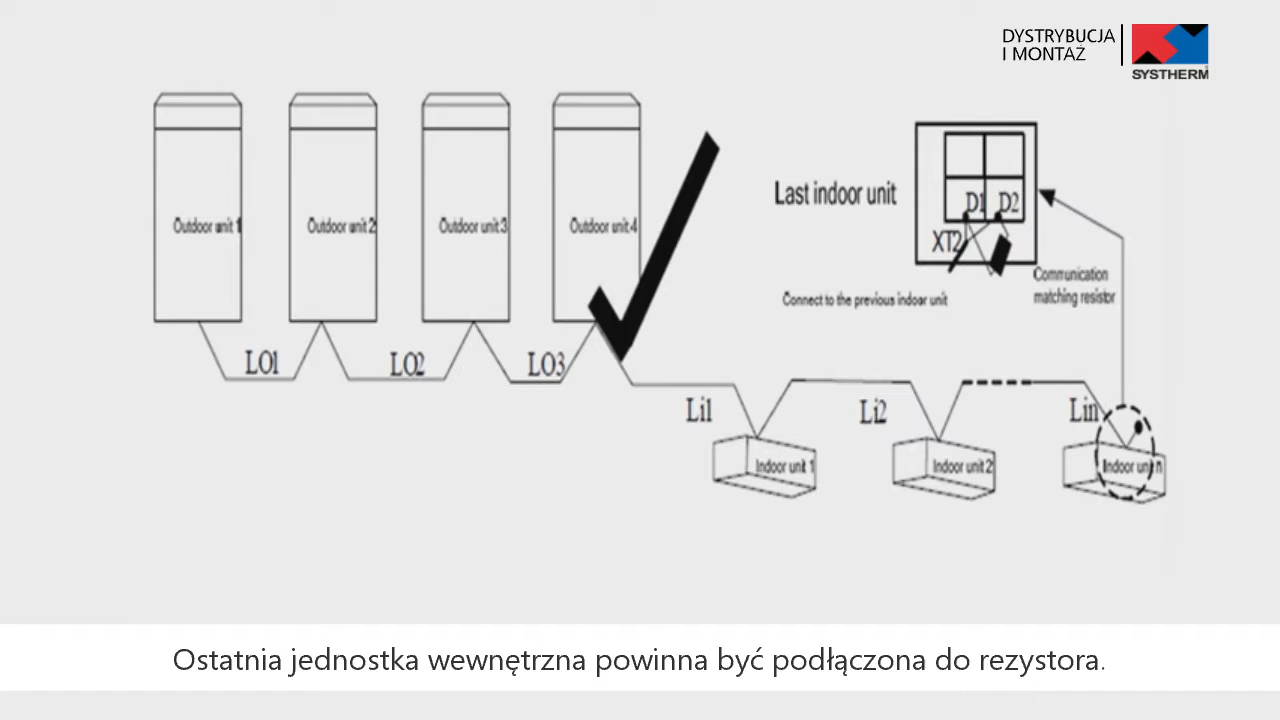 DYSTRYBUCJA
I MONTAŻ
SYSTHERM
Outdoor unit 1
Outdoor unit 2
Outdoor unit 3
Outdoor unit 4
Last indoor unit
D1 D2
XT2
Connect to the previous indoor unit
Communication
matching resistor
LO1
LO2
LO3
Li1
Li2
Lin
Indoor unit 1
Indoor unit 2
Indoor unit n
Ostatnia jednostka wewnętrzna powinna być podłączona do rezystora.